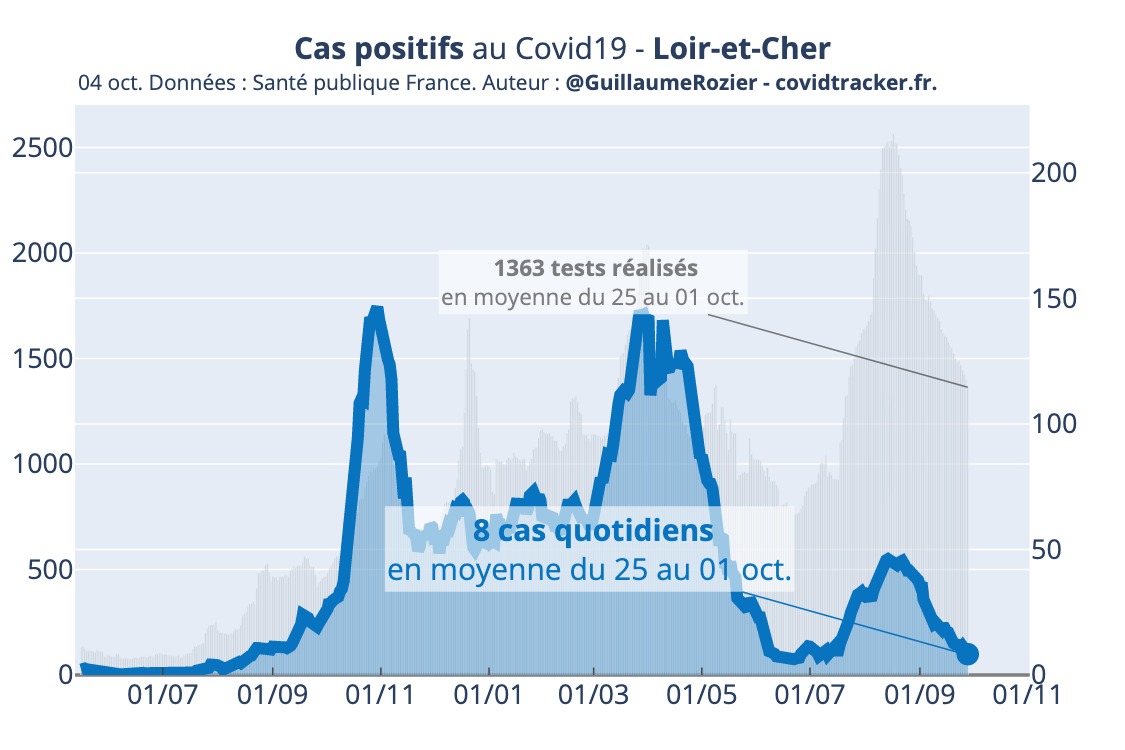 Cas positifs au Covid19 - Loir-et-Cher
04 oct. Données : Santé publique France. Auteur : @GuillaumeRozier - covidtracker.fr.
2500
2000
1500
1000
500
0
200
150
100
50
0
1363 tests réalisés
en moyenne du 25 au 01 oct.
8 cas quotidiens
en moyenne du 25 au 01 oct.
01/07 01/09 01/11 01/01 01/03 01/05 01/07 01/09 01/11